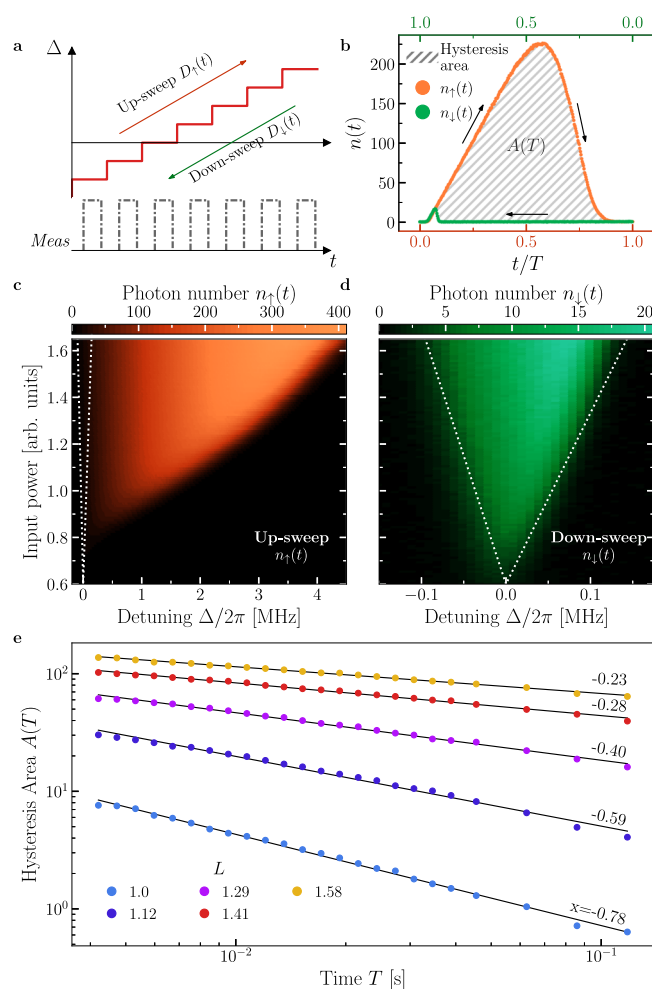 a
Δ
Up-sweep D↑(t)
Down-sweep D↓(t)
Meas
t
b
1.0 0.5 0.0
Hysteresis
area
n↑(t)
n↓(t)
A(T)
n(t)
200
150
100
50
0
0.0 0.5 1.0
t/T
c
Photon number n↑(t)
0 100 200 300 400
Input power [arb. units]
1.6
1.4
1.2
1.0
0.8
0.6
Up-sweep
n↑(t)
0 1 2 3 4
Detuning Δ/2π [MHz]
d
Photon number n↓(t)
0 5 10 15 20
Down-sweep
n↓(t)
−0.1 0.0 0.1
Detuning Δ/2π [MHz]
e
Hysteresis Area A(T)
10²
10¹
10⁰
-0.23
-0.28
-0.40
-0.59
x=-0.78
L
1.0 1.29 1.58
1.12 1.41
10⁻² 10⁻¹
Time T [s]